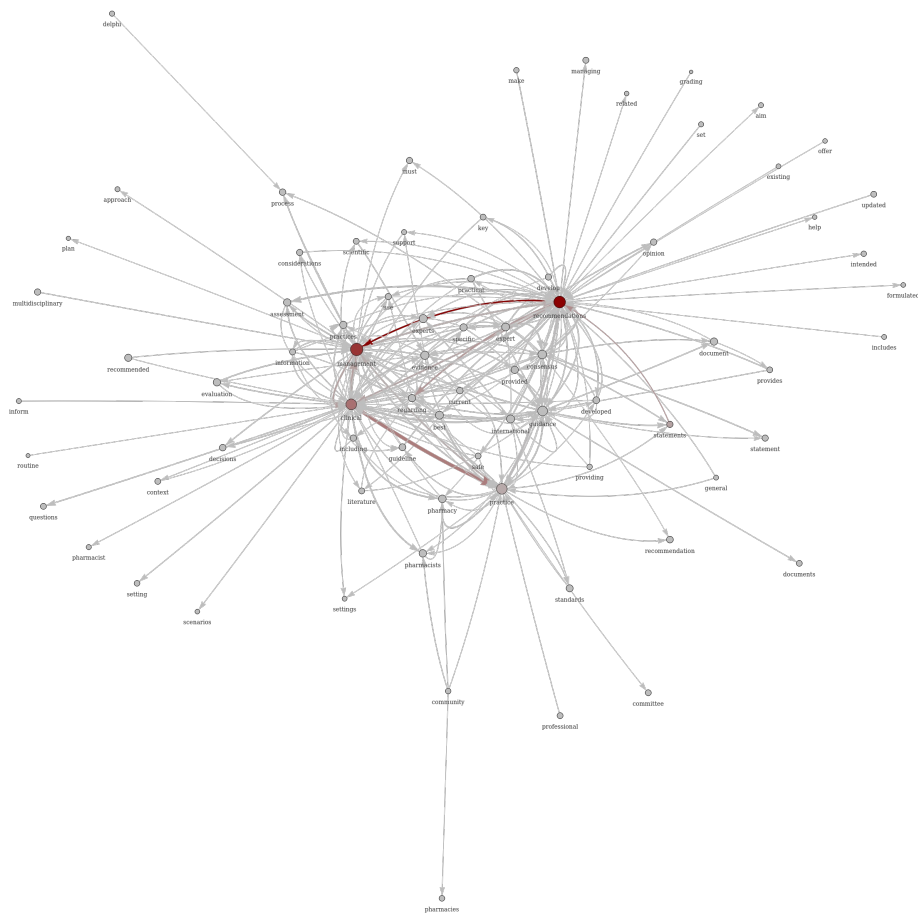 delphi
make
managing
grading
related
aim
set
must
offer
existing
approach
process
updated
key
help
support
plan
scientific
opinion
considerations
intended
practical
develop
formulated
multidisciplinary
use
assessment
recommendations
practices
experts
specific
expert
includes
information
management
evidence
consensus
document
recommended
provided
provides
evaluation
current
inform
clinical
regarding
best
guidance
developed
international
statements
including
statement
decisions
guideline
routine
safe
providing
context
general
literature
practice
questions
pharmacy
pharmacist
pharmacists
recommendation
documents
setting
settings
standards
scenarios
community
committee
professional
pharmacies